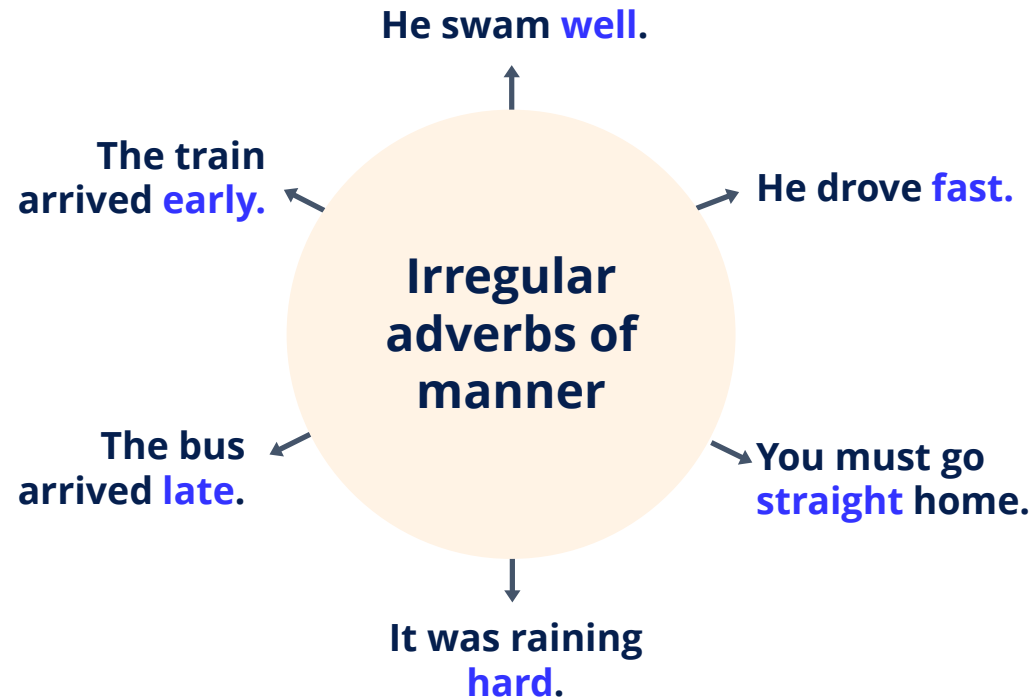 He swam well.
The train
arrived early.
He drove fast.
Irregular
adverbs of
manner
The bus
arrived late.
You must go
straight home.
It was raining
hard.